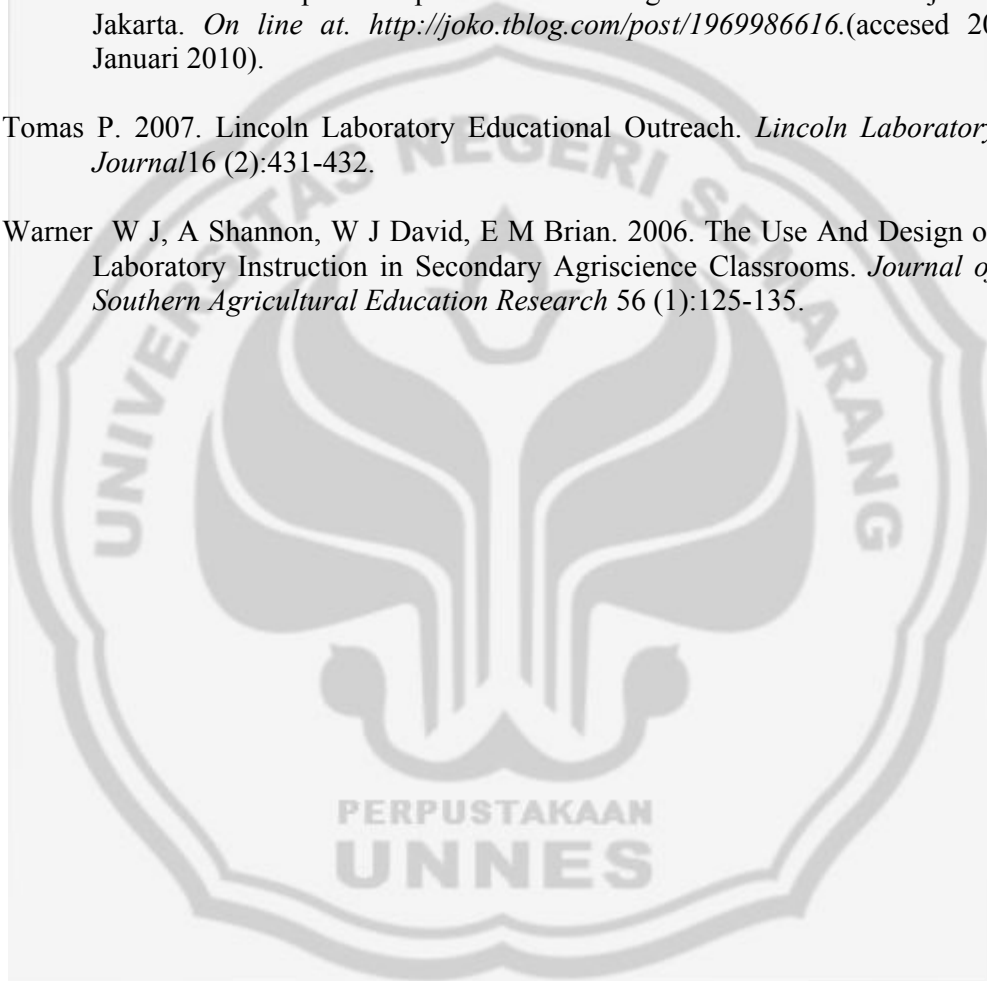 Jakarta. On line at. http://joko.tblog.com/post/1969986616.(accesed 20
Januari 2010).
Tomas P. 2007. Lincoln Laboratory Educational Outreach. Lincoln Laboratory
Journal16 (2):431-432.
Warner W J, A Shannon, W J David, E M Brian. 2006. The Use And Design o
Laboratory Instruction in Secondary Agriscience Classrooms. Journal o
Southern Agricultural Education Research 56 (1):125-135.
UNIVERSITAS NEGERI SEMARANG
PERPUSTAKAAN
UNNES